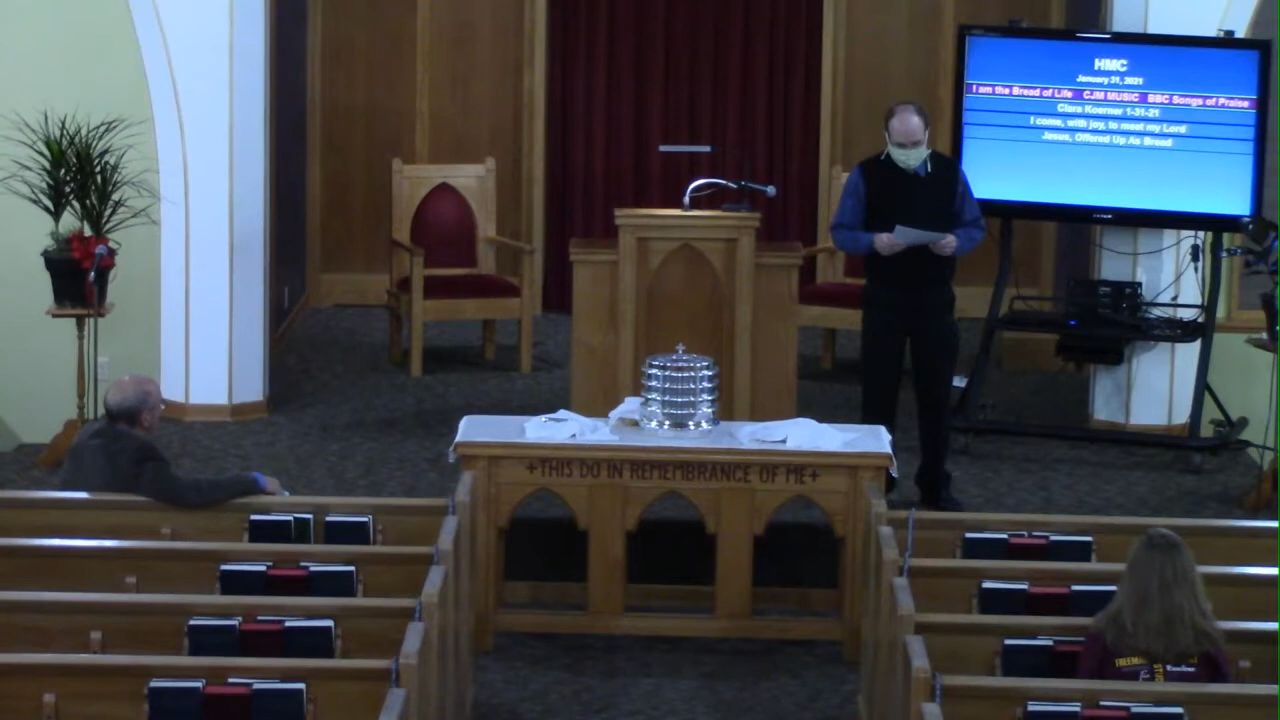 HMC
January 31, 2021
I am the Bread of Life CJM MUSIC BBC Songs of Praise
Clara Koerner 1-31-21
I come, with joy, to meet my Lord
Jesus, Offered Up As Bread
+THIS DO IN REMEMBRANCE OF ME+